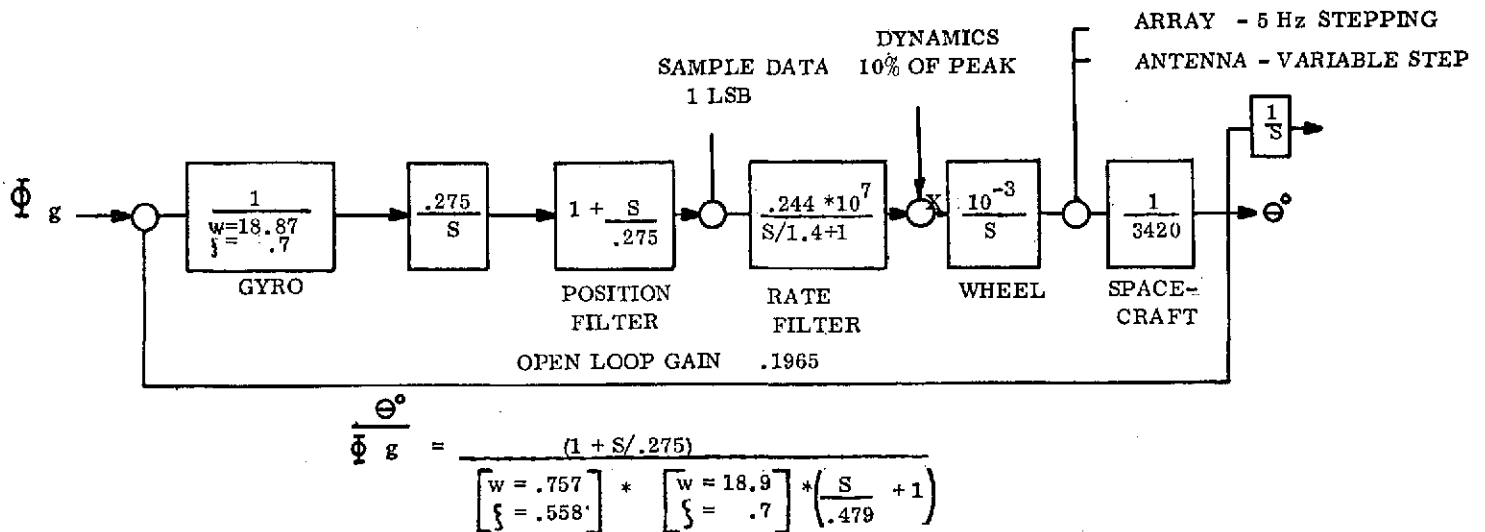 ARRAY - 5 Hz STEPPING
ANTENNA - VARIABLE STEP
DYNAMICS
10% OF PEAK
SAMPLE DATA
1 LSB
1
S
Φ g
1
w=18.87
ξ= .7
GYRO
.275
S
1 + S
.275
POSITION
FILTER
.244 *10⁷
S/1.4+1
RATE
FILTER
X
10⁻³
S
WHEEL
1
3420
SPACE-
CRAFT
Θ°
OPEN LOOP GAIN .1965
Θ°
Φ g = (1 + S/.275)
[w = .757 ξ = .558] * [w = 18.9 ξ = .7] * (S/.479 + 1)